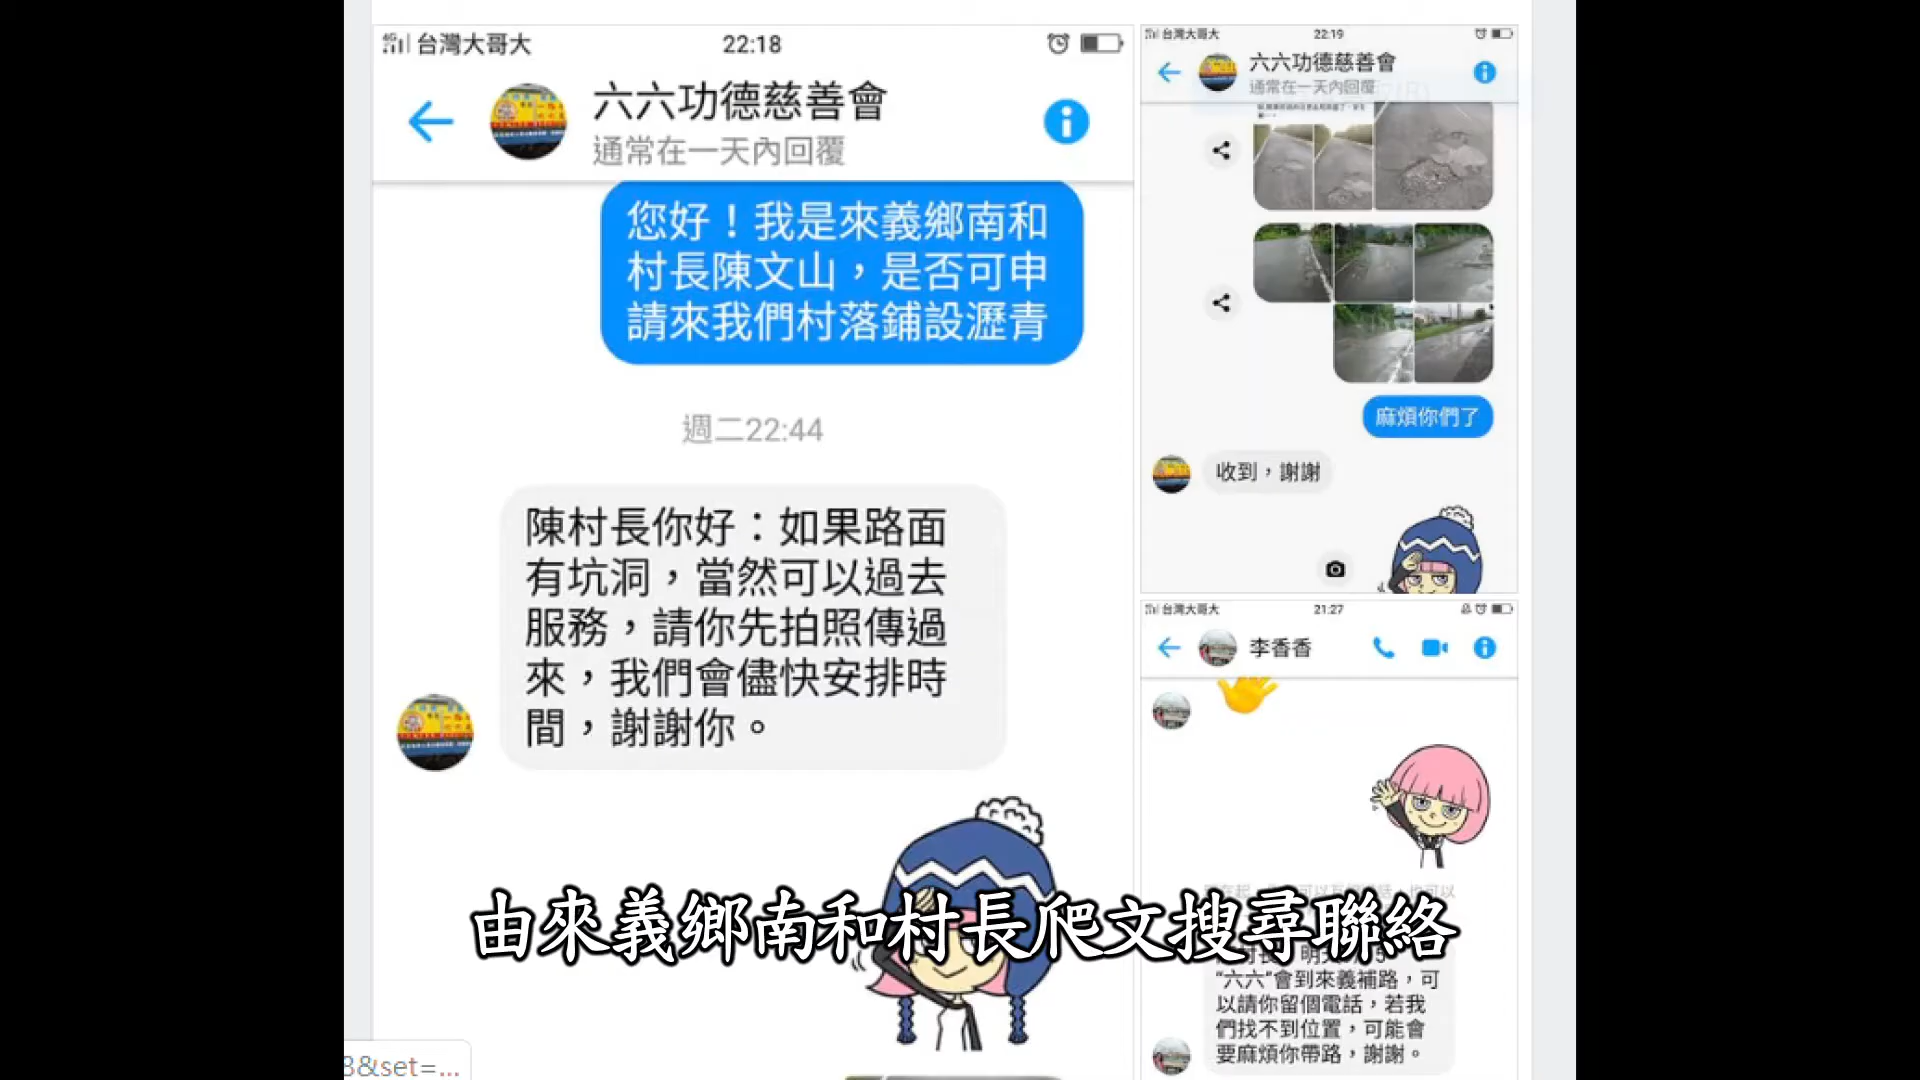 台灣大哥大
22:18
六六功德慈善會
通常在一天內回覆
您好！我是來義鄉南和
村長陳文山，是否可申
請來我們村落鋪設瀝青
週二22:44
陳村長你好：如果路面
有坑洞，當然可以過去
服務，請你先拍照傳過
來，我們會儘快安排時
間，謝謝你。
台灣大哥大
22:19
六六功德慈善會
通常在一天內回覆
麻煩你們了
收到，謝謝
台灣大哥大
21:27
李香香
“六六”會到來義補路，可
以請你留個電話，若我
們找不到位置，可能會
要麻煩你帶路，謝謝。
由來義鄉南和村長爬文搜尋聯絡
3&set=...